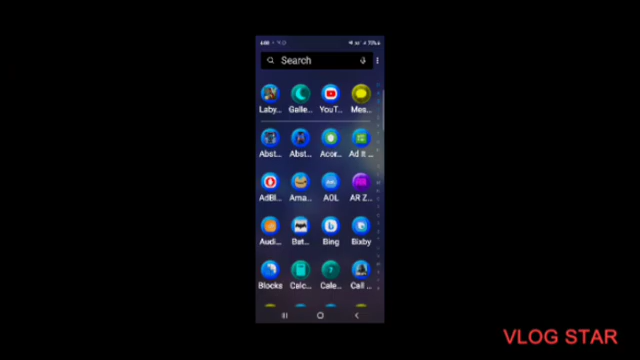 Search
Laby... Galle... YouT... Mes...
Abst... Abst... Acor... Ad It ...
AdBl... Ama... AOL AR Z...
Audi... Bat... Bing Bixby
Blocks Calc... Cale... Call ...
VLOG STAR